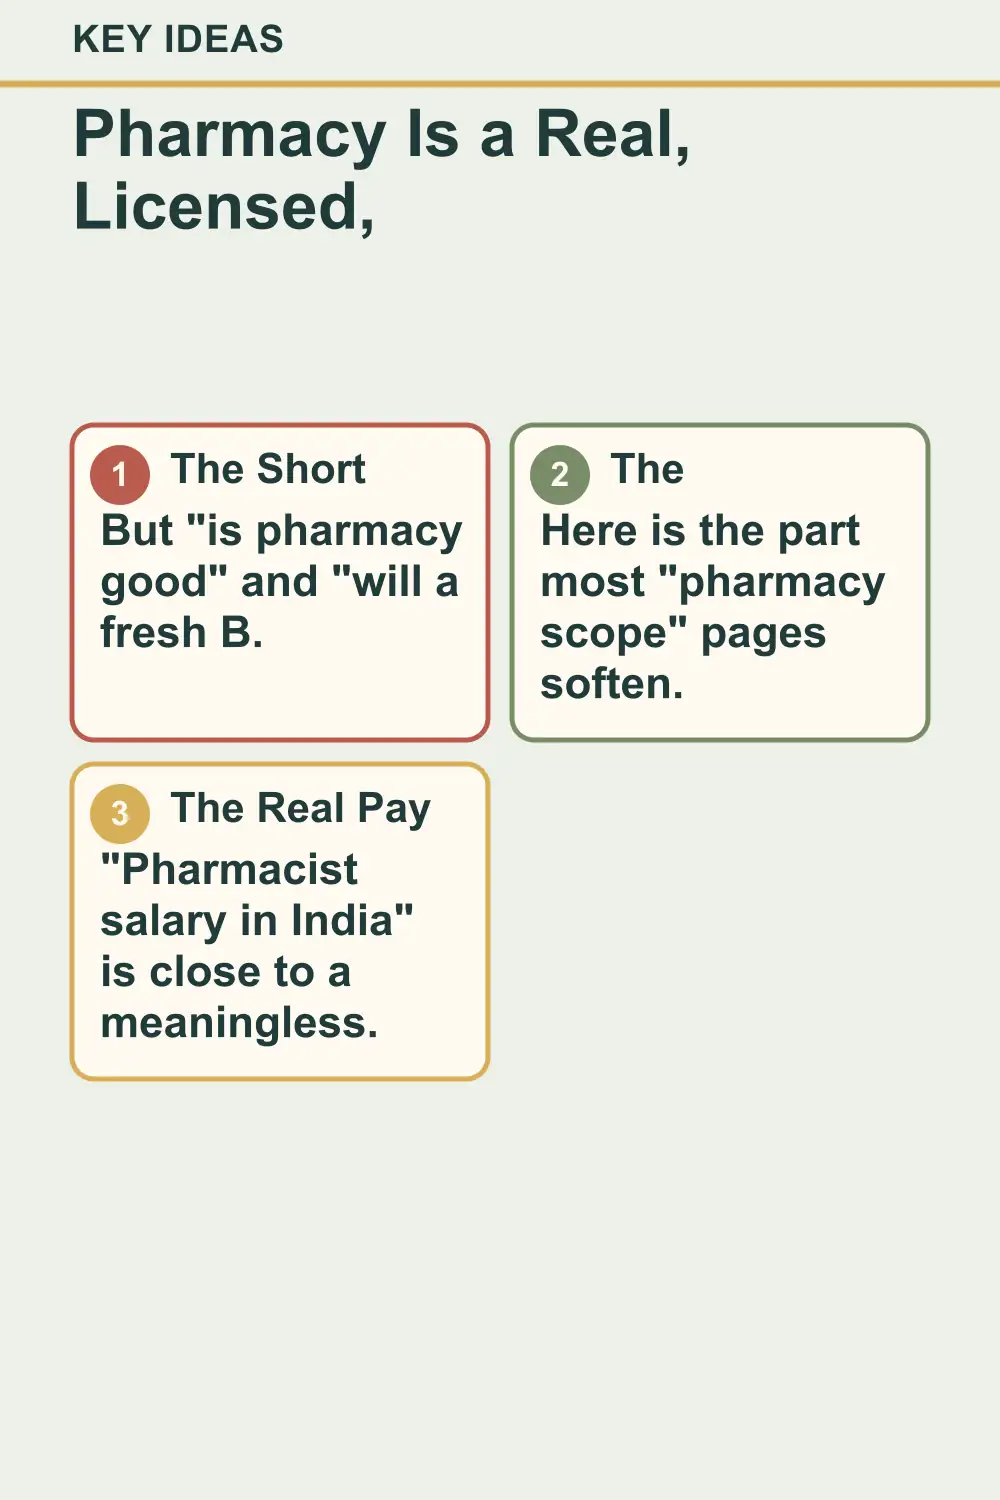 KEY IDEAS
Pharmacy Is a Real,
Licensed,
1 The Short
But "is pharmacy
good" and "will a
fresh B.
2 The
Here is the part
most "pharmacy
scope" pages
soften.
3 The Real Pay
"Pharmacist
salary in India"
is close to a
meaningless.